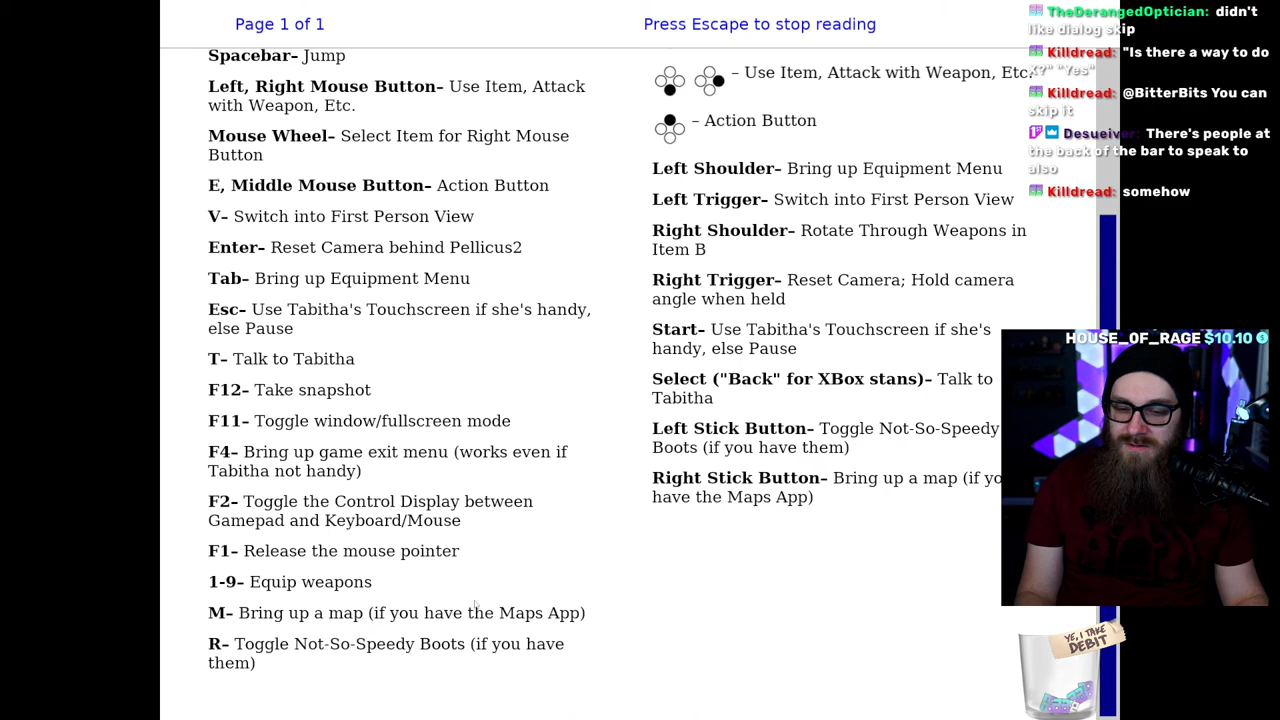 Page 1 of 1
Press Escape to stop reading
Spacebar– Jump
Left, Right Mouse Button– Use Item, Attack
with Weapon, Etc.
Mouse Wheel– Select Item for Right Mouse
Button
E, Middle Mouse Button– Action Button
V– Switch into First Person View
Enter– Reset Camera behind Pellicus2
Tab– Bring up Equipment Menu
Esc– Use Tabitha's Touchscreen if she's handy,
else Pause
T– Talk to Tabitha
F12– Take snapshot
F11– Toggle window/fullscreen mode
F4– Bring up game exit menu (works even if
Tabitha not handy)
F2– Toggle the Control Display between
Gamepad and Keyboard/Mouse
F1– Release the mouse pointer
1-9– Equip weapons
M– Bring up a map (if you have the Maps App)
R– Toggle Not-So-Speedy Boots (if you have
them)
– Use Item, Attack with Weapon, Etc.
– Action Button
Left Shoulder– Bring up Equipment Menu
Left Trigger– Switch into First Person View
Right Shoulder– Rotate Through Weapons in
Item B
Right Trigger– Reset Camera; Hold camera
angle when held
Start– Use Tabitha's Touchscreen if she's
handy, else Pause
Select ("Back" for XBox stans)– Talk to
Tabitha
Left Stick Button– Toggle Not-So-Speedy
Boots (if you have them)
Right Stick Button– Bring up a map (if yo
have the Maps App)
TheDerangedOptician: didn't
like dialog skip
Killdread: "Is there a way to do
X?" "Yes"
Killdread: @BitterBits You can
skip it
Desueiver: There's people at
the back of the bar to speak to
also
Killdread: somehow
HOUSE_OF_RAGE $10.10
YE, I TAKE
DEBIT